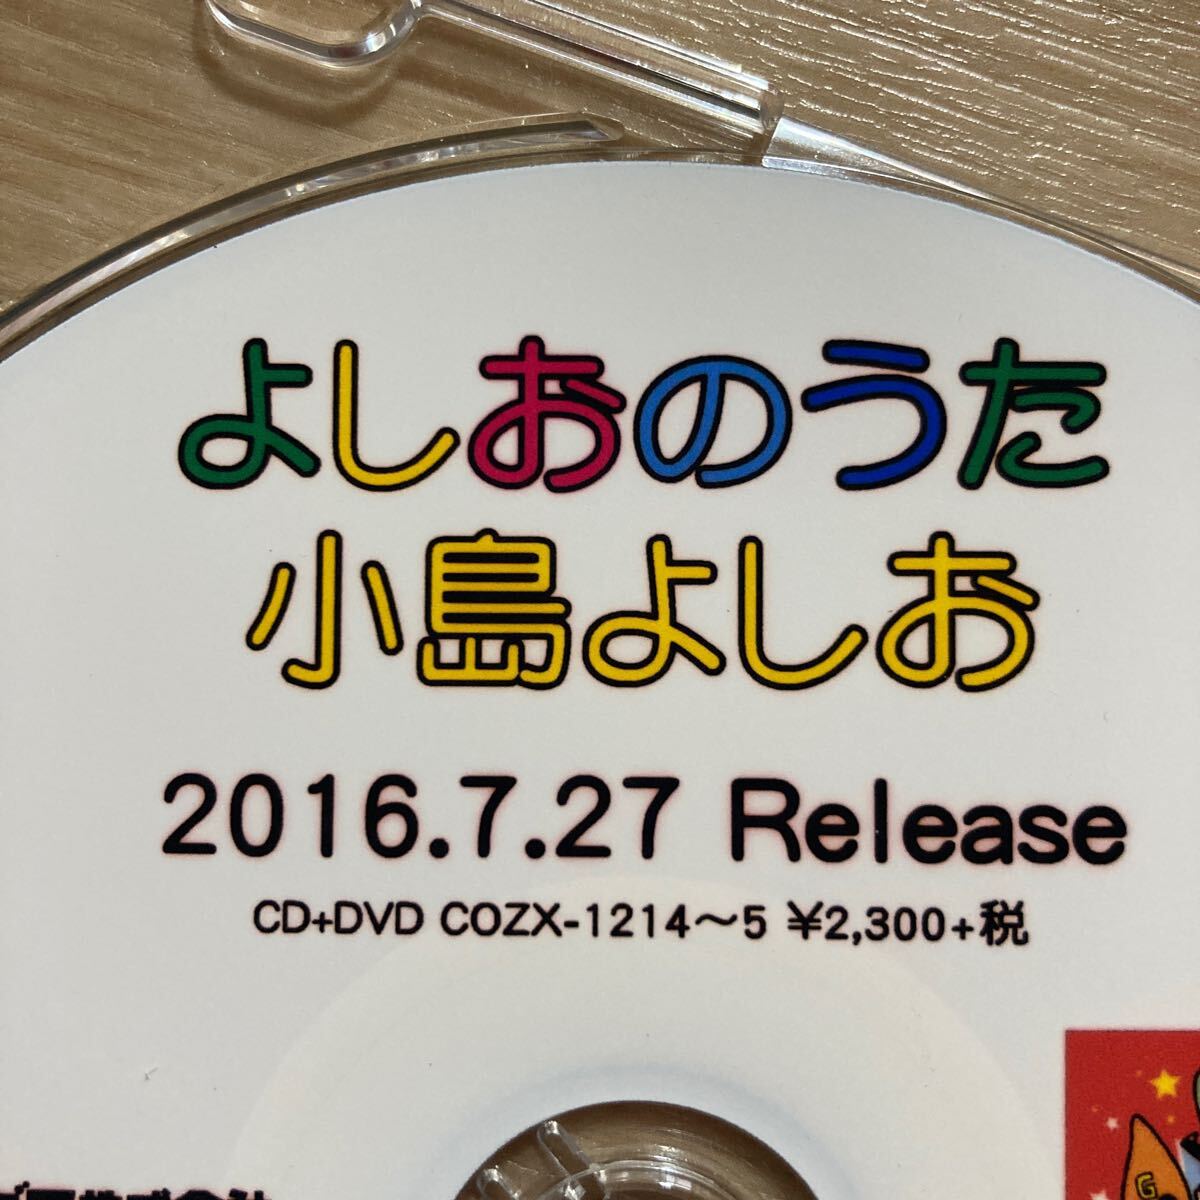 よしおのうた
小島よしお
2016.7.27 Release
CD+DVD COZX-1214〜5 ¥2,300+税
G